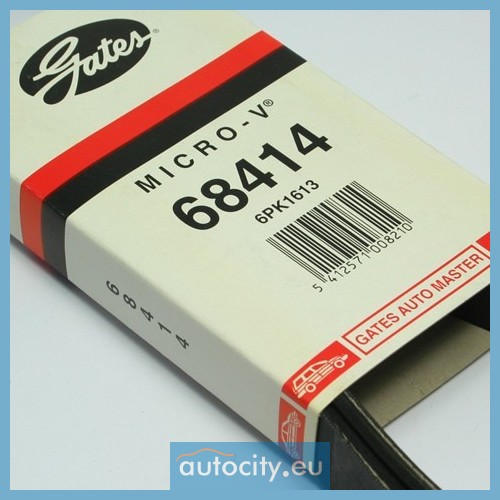 Gates®
MICRO-V®
68414
6PK1613
5 412571 008210
GATES AUTO MASTER
68414
autocity.eu